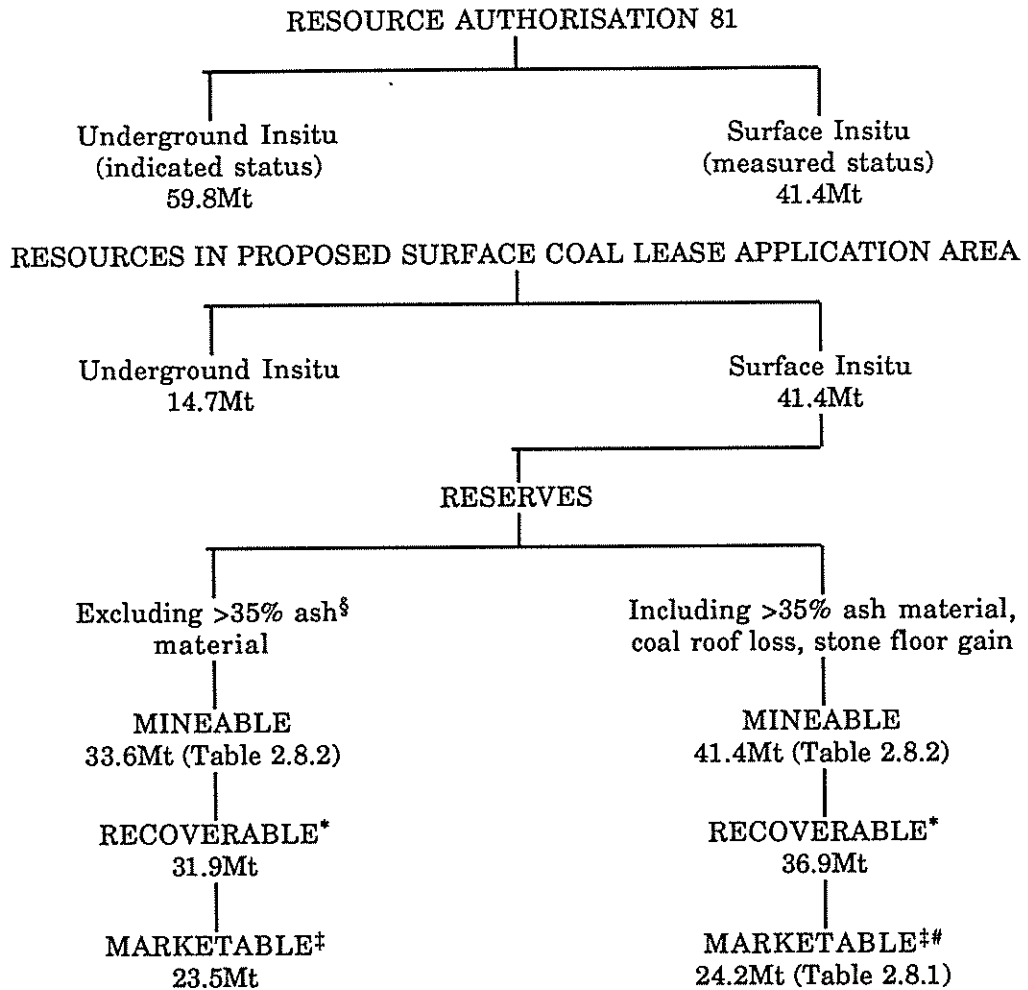 RESOURCE AUTHORISATION 81
Underground Insitu
(indicated status)
59.8Mt
Surface Insitu
(measured status)
41.4Mt
RESOURCES IN PROPOSED SURFACE COAL LEASE APPLICATION AREA
Underground Insitu
14.7Mt
Surface Insitu
41.4Mt
RESERVES
Excluding >35% ash§
material
Including >35% ash material,
coal roof loss, stone floor gain
MINEABLE
33.6Mt (Table 2.8.2)
MINEABLE
41.4Mt (Table 2.8.2)
RECOVERABLE*
31.9Mt
RECOVERABLE*
36.9Mt
MARKETABLE‡
23.5Mt
MARKETABLE‡#
24.2Mt (Table 2.8.1)